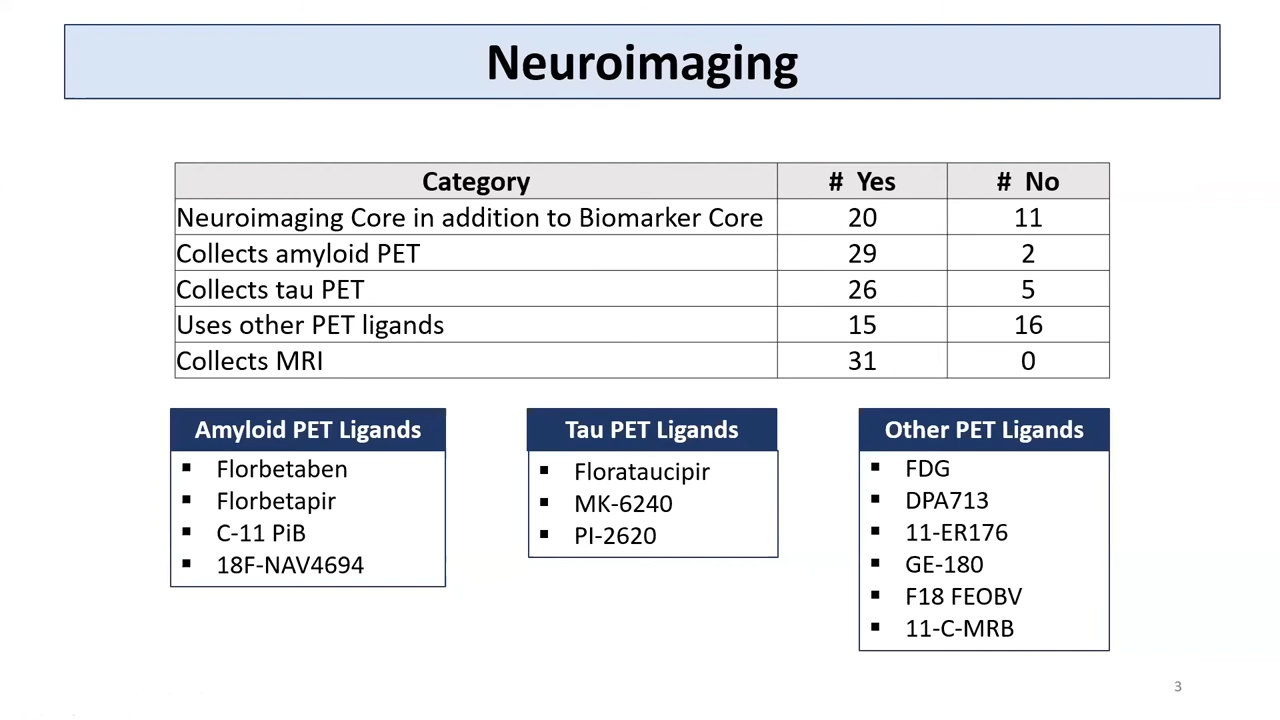 Neuroimaging
Category # Yes # No
Neuroimaging Core in addition to Biomarker Core 20 11
Collects amyloid PET 29 2
Collects tau PET 26 5
Uses other PET ligands 15 16
Collects MRI 31 0
Amyloid PET Ligands
▪ Florbetaben
▪ Florbetapir
▪ C-11 PiB
▪ 18F-NAV4694
Tau PET Ligands
▪ Florataucipir
▪ MK-6240
▪ PI-2620
Other PET Ligands
▪ FDG
▪ DPA713
▪ 11-ER176
▪ GE-180
▪ F18 FEOBV
▪ 11-C-MRB
3